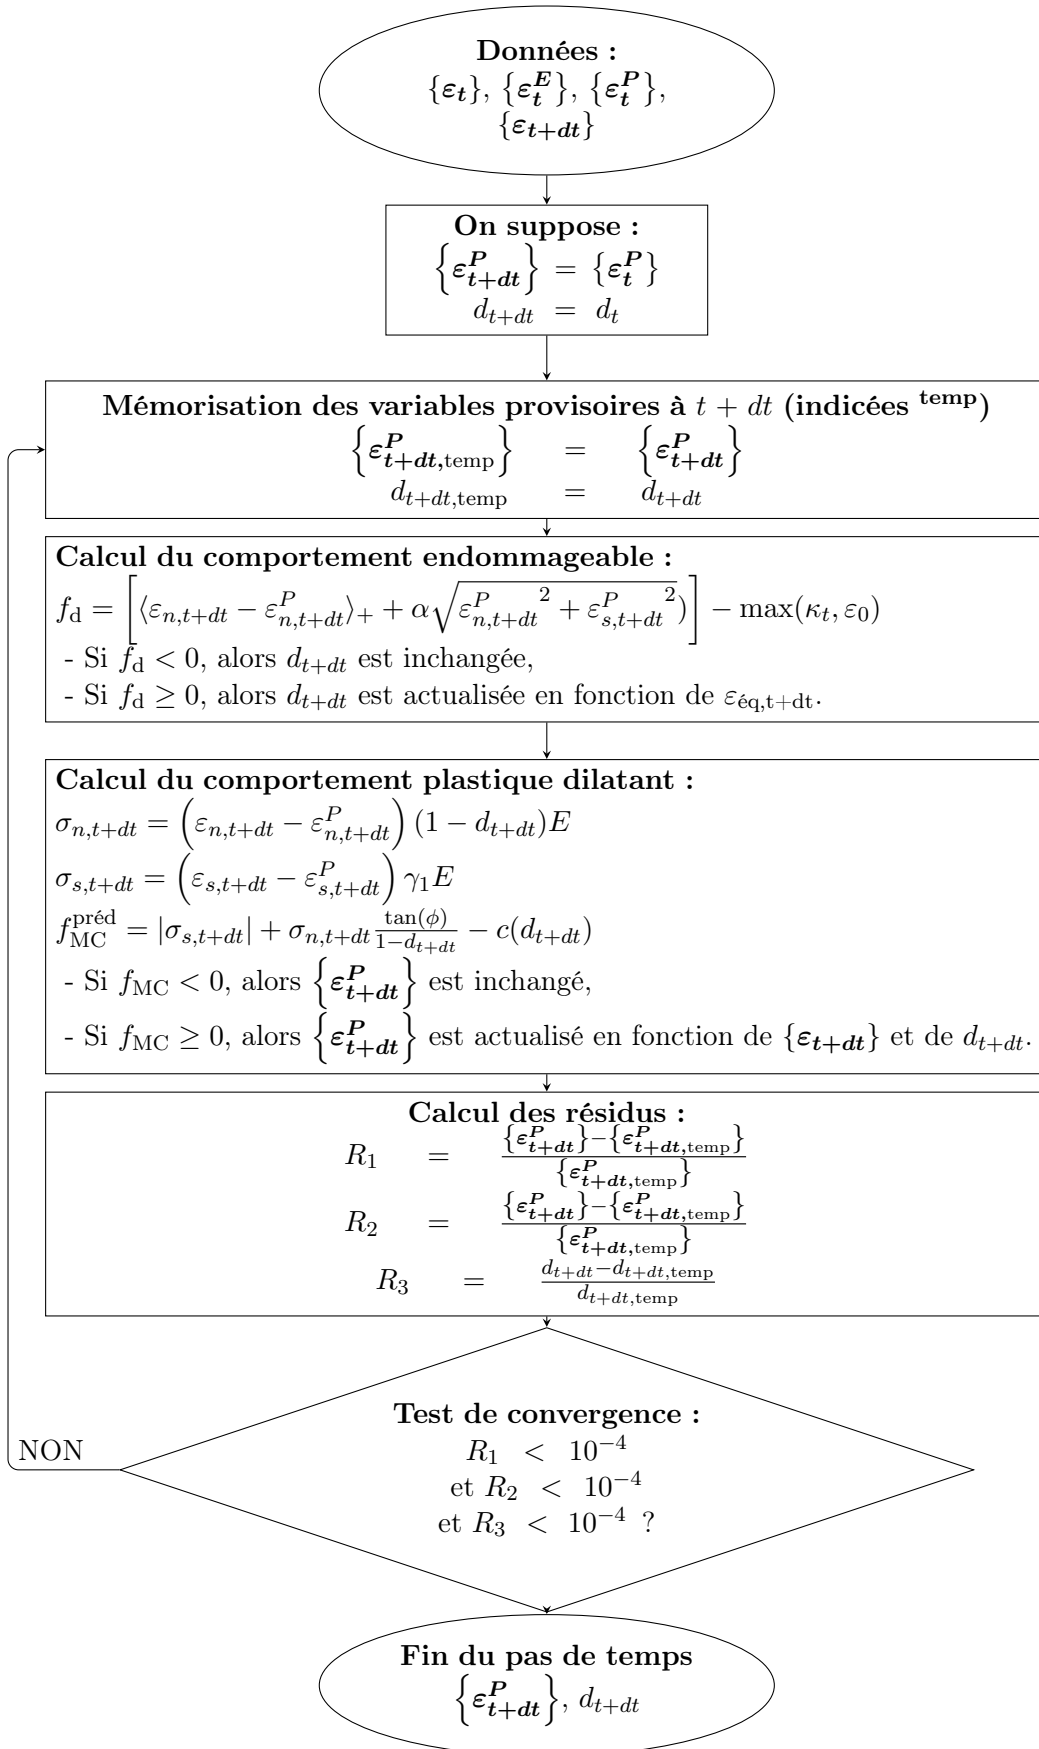 Données :
{ε_t}, {ε_t^E}, {ε_t^P},
{ε_{t+dt}}
On suppose :
{ε_{t+dt}^P} = {ε_t^P}
d_{t+dt} = d_t
Mémorisation des variables provisoires à t + dt (indicées ^temp)
{ε_{t+dt,temp}^P} = {ε_{t+dt}^P}
d_{t+dt,temp} = d_{t+dt}
Calcul du comportement endommageable :
f_d = [⟨ε_{n,t+dt} − ε_{n,t+dt}^P⟩_+ + α√(ε_{n,t+dt}^P ^2 + ε_{s,t+dt}^P ^2))] − max(κ_t, ε_0)
- Si f_d < 0, alors d_{t+dt} est inchangée,
- Si f_d ≥ 0, alors d_{t+dt} est actualisée en fonction de ε_{éq,t+dt}.
Calcul du comportement plastique dilatant :
σ_{n,t+dt} = (ε_{n,t+dt} − ε_{n,t+dt}^P) (1 − d_{t+dt})E
σ_{s,t+dt} = (ε_{s,t+dt} − ε_{s,t+dt}^P) γ_1 E
f_MC^préd = |σ_{s,t+dt}| + σ_{n,t+dt} tan(ϕ)/(1−d_{t+dt}) − c(d_{t+dt})
- Si f_MC < 0, alors {ε_{t+dt}^P} est inchangé,
- Si f_MC ≥ 0, alors {ε_{t+dt}^P} est actualisé en fonction de {ε_{t+dt}} et de d_{t+dt}.
Calcul des résidus :
R_1 = ({ε_{t+dt}^P}−{ε_{t+dt,temp}^P})/{ε_{t+dt,temp}^P}
R_2 = ({ε_{t+dt}^P}−{ε_{t+dt,temp}^P})/{ε_{t+dt,temp}^P}
R_3 = (d_{t+dt}−d_{t+dt,temp})/d_{t+dt,temp}
Test de convergence :
R_1 < 10^{−4}
et R_2 < 10^{−4}
et R_3 < 10^{−4} ?
NON
Fin du pas de temps
{ε_{t+dt}^P}, d_{t+dt}